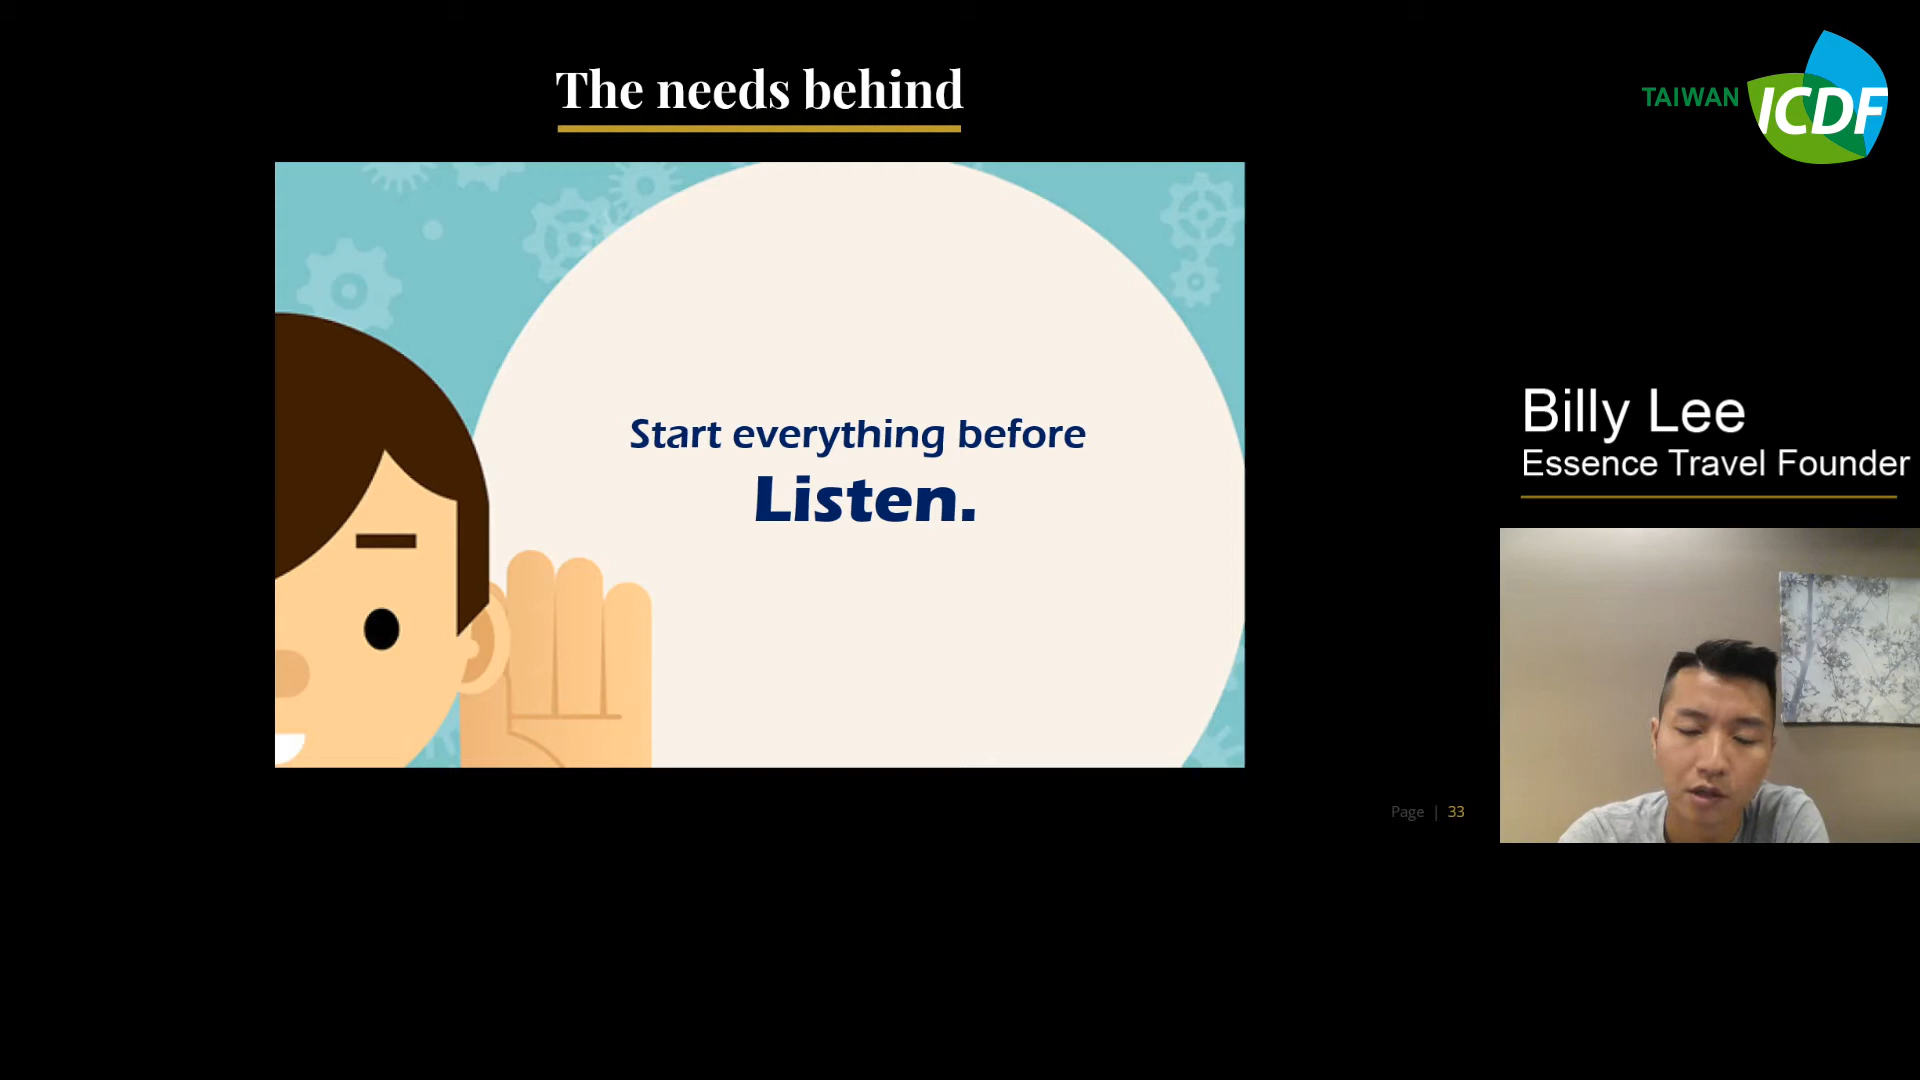 The needs behind
TAIWAN ICDF
Start everything before
Listen.
Billy Lee
Essence Travel Founder
Page | 33